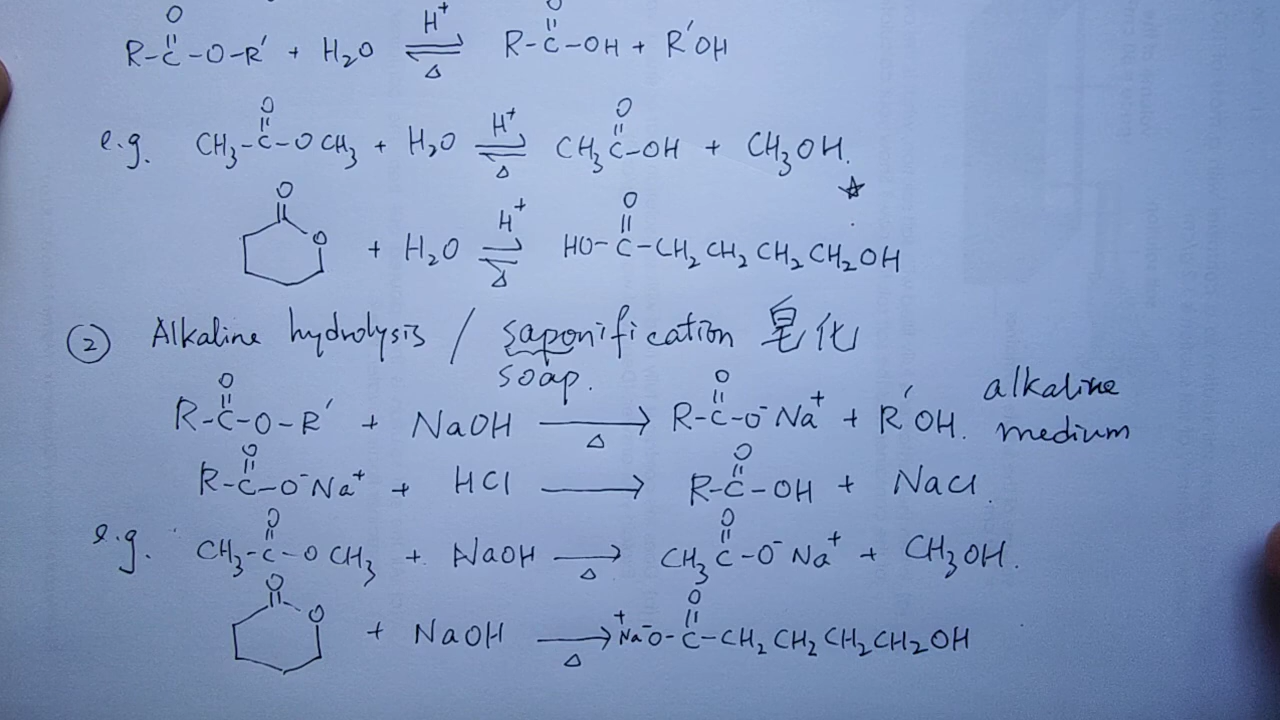 R-C(=O)-O-R' + H₂O ⇌ (H⁺, Δ) R-C(=O)-OH + R'OH
e.g. CH₃-C(=O)-OCH₃ + H₂O ⇌ (H⁺, Δ) CH₃C(=O)-OH + CH₃OH.
☆
O O + H₂O ⇌ (H⁺, Δ) HO-C(=O)-CH₂CH₂CH₂CH₂OH
② Alkaline hydrolysis / saponification 皂化
soap.
R-C(=O)-O-R' + NaOH →(Δ) R-C(=O)-O⁻Na⁺ + R'OH. alkaline medium
R-C(=O)-O⁻Na⁺ + HCl → R-C(=O)-OH + NaCl.
e.g. CH₃-C(=O)-OCH₃ + NaOH →(Δ) CH₃C(=O)-O⁻Na⁺ + CH₃OH.
O O + NaOH →(Δ) ⁺Na⁻O-C(=O)-CH₂CH₂CH₂CH₂OH